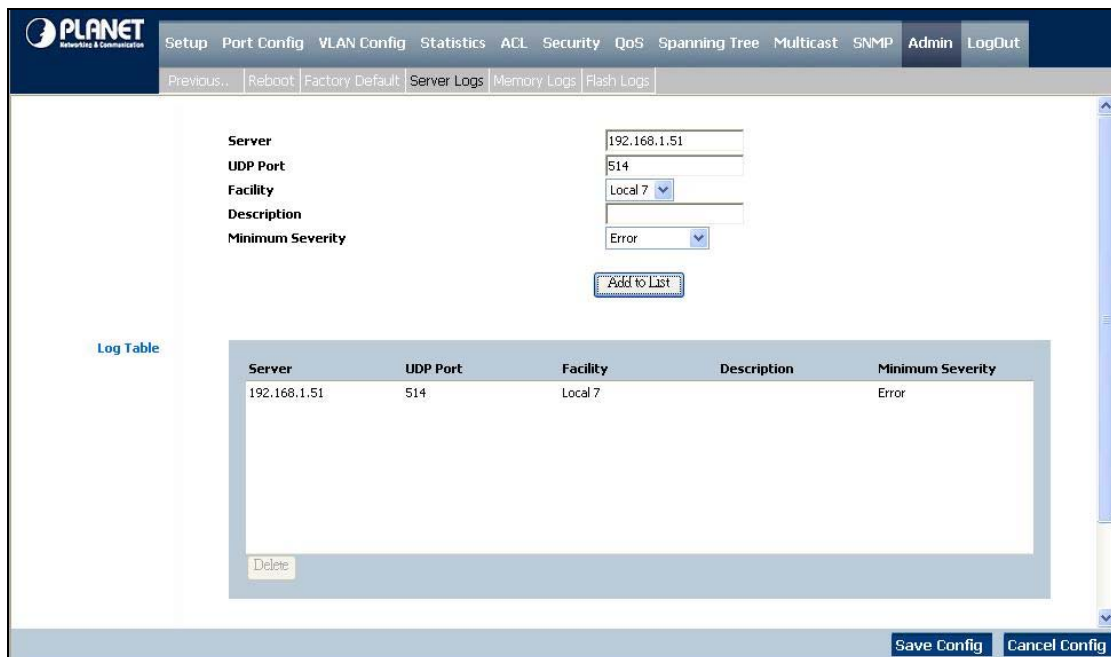 PLANET
Networking & Communication
Setup Port Config VLAN Config Statistics ACL Security QoS Spanning Tree Multicast SNMP Admin LogOut
Previous.. Reboot Factory Default Server Logs Memory Logs Flash Logs
Server 192.168.1.51
UDP Port 514
Facility Local 7
Description
Minimum Severity Error
Add to List
Log Table
Server UDP Port Facility Description Minimum Severity
192.168.1.51 514 Local 7 Error
Delete
Save Config Cancel Config